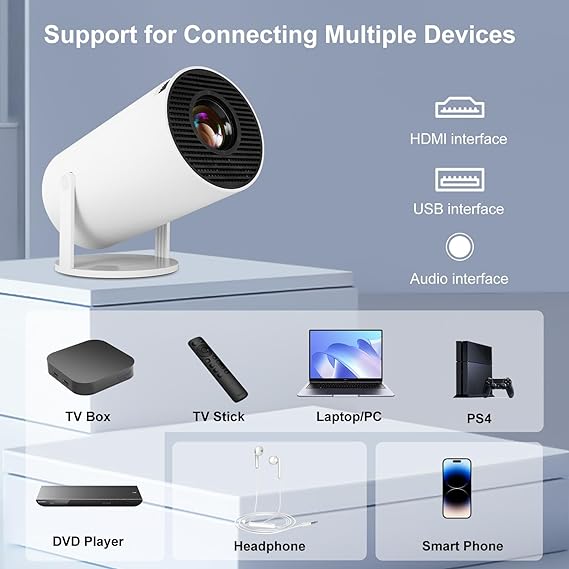 Support for Connecting Multiple Devices
HDMI interface
USB interface
Audio interface
TV Box
TV Stick
Laptop/PC
PS4
DVD Player
Headphone
Smart Phone